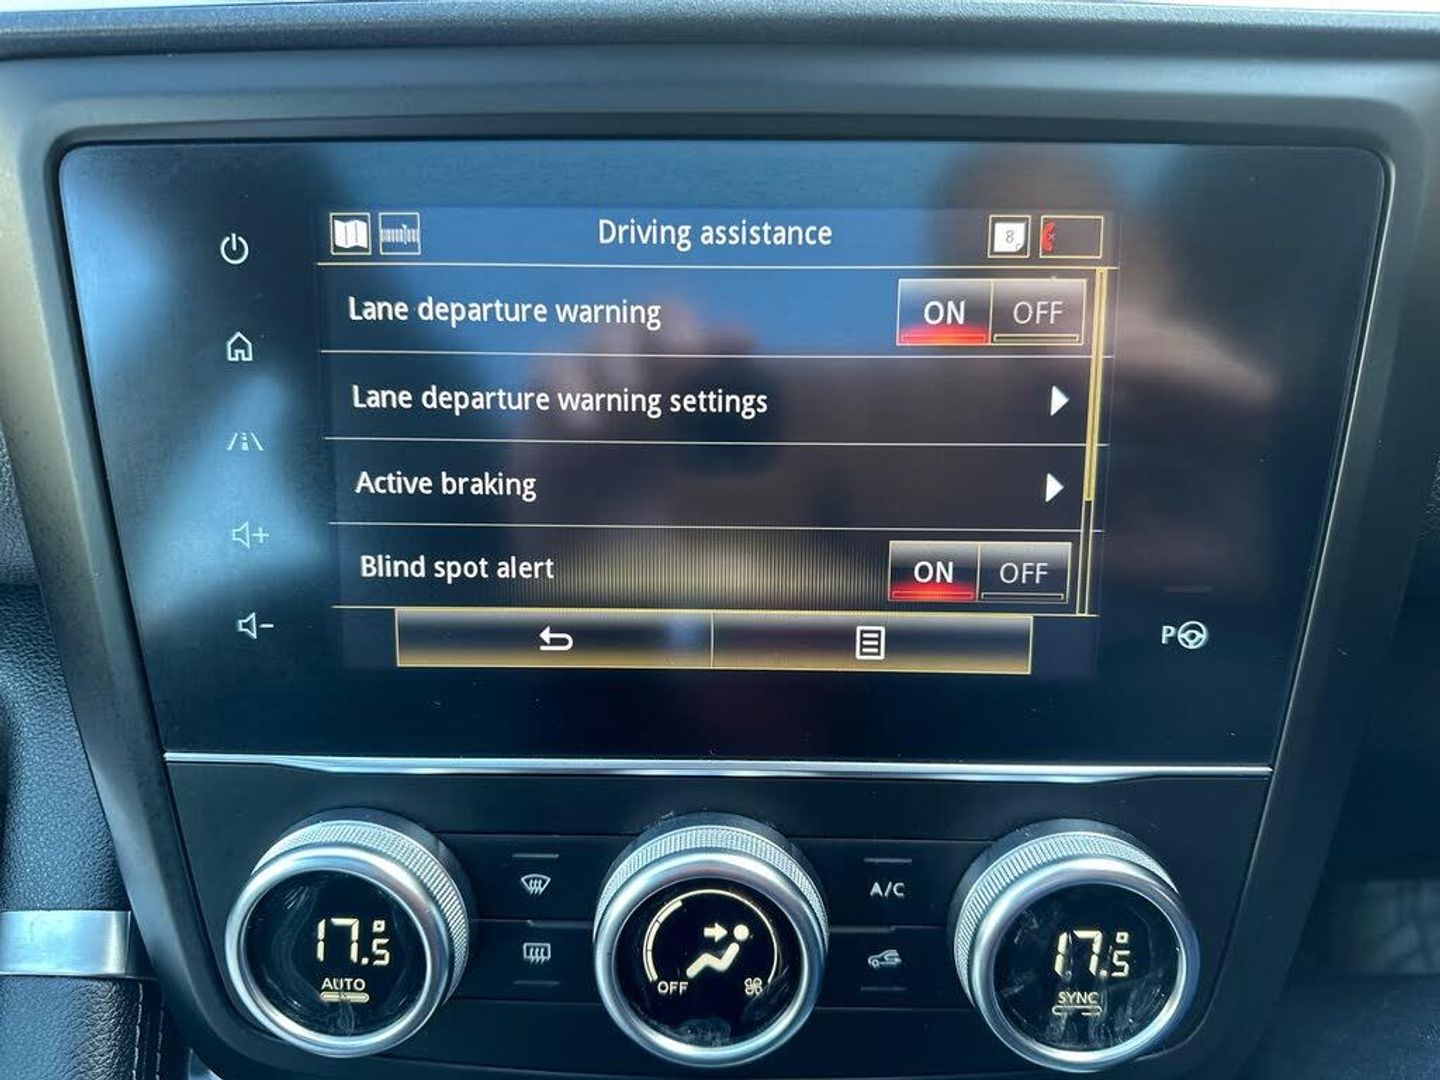 Driving assistance
8
Lane departure warning
ON OFF
Lane departure warning settings
Active braking
Blind spot alert
ON OFF
P
A/C
17.5°
AUTO
OFF
17.5°
SYNC